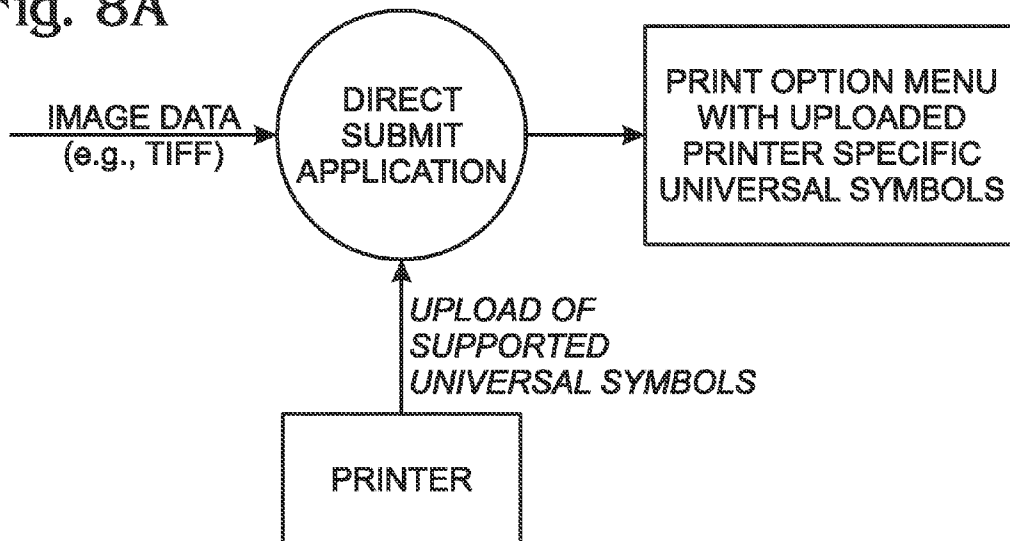 Fig. 8A
IMAGE DATA
(e.g., TIFF)
DIRECT
SUBMIT
APPLICATION
PRINT OPTION MENU
WITH UPLOADED
PRINTER SPECIFIC
UNIVERSAL SYMBOLS
UPLOAD OF
SUPPORTED
UNIVERSAL SYMBOLS
PRINTER